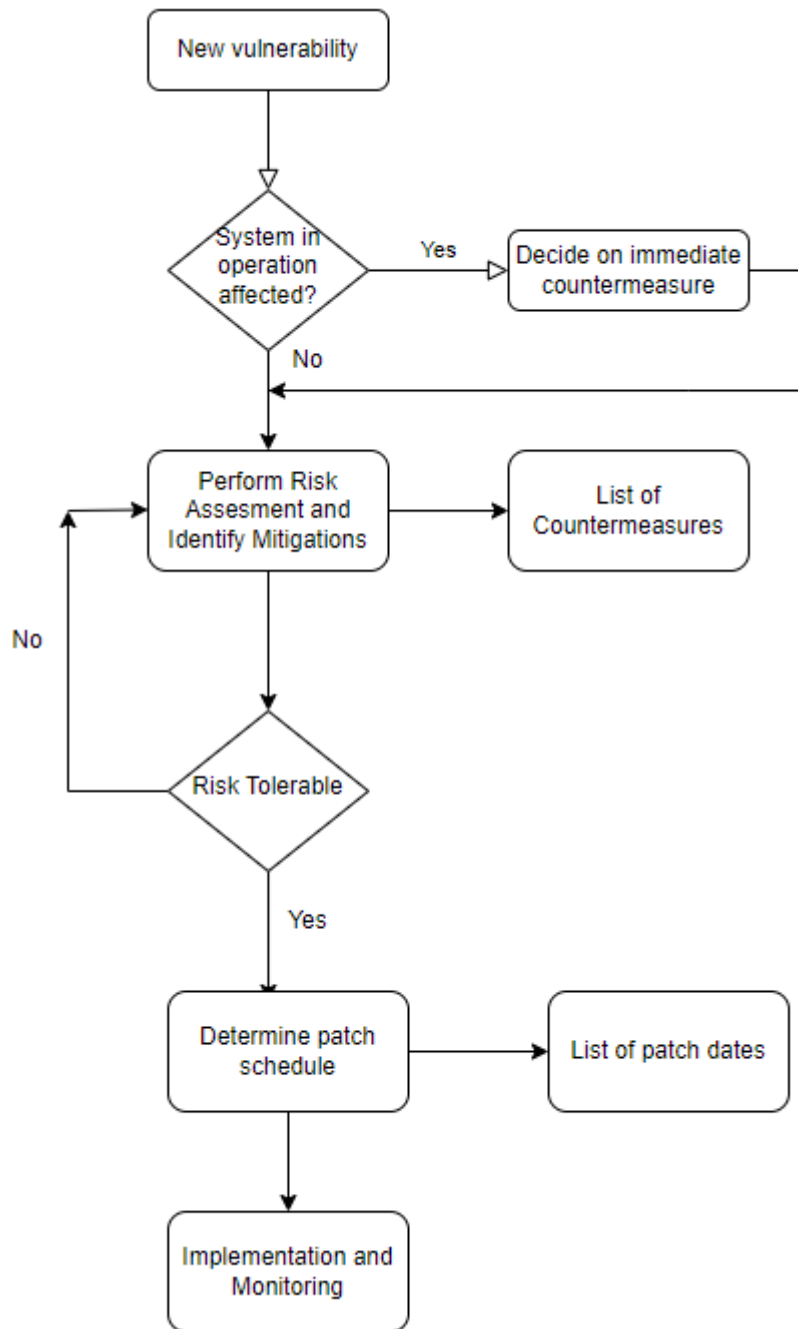 New vulnerability
System in
operation
affected?
Yes
Decide on immediate
countermeasure
No
Perform Risk
Assesment and
Identify Mitigations
List of
Countermeasures
No
Risk Tolerable
Yes
Determine patch
schedule
List of patch dates
Implementation and
Monitoring